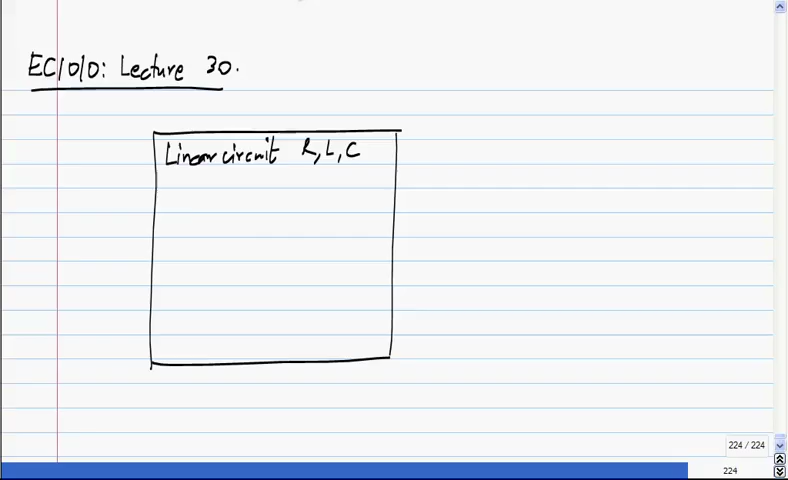 EC1010: Lecture 30.
Linear circuit R, L, C
224 / 224
224